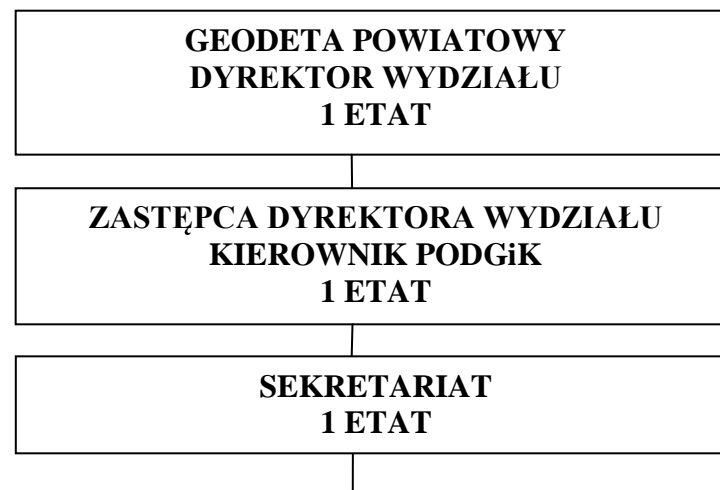 GEODETA POWIATOWY
DYREKTOR WYDZIAŁU
1 ETAT
ZASTĘPCA DYREKTORA WYDZIAŁU
KIEROWNIK PODGiK
1 ETAT
SEKRETARIAT
1 ETAT